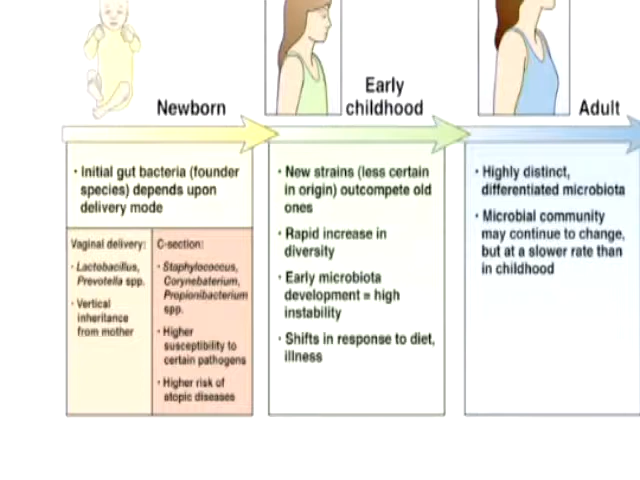 Newborn
Early
childhood
Adult
· Initial gut bacteria (founder
species) depends upon
delivery mode
Vaginal delivery:
· Lactobacillus,
Prevotella spp.
· Vertical
inheritance
from mother
C-section:
· Staphylococcus,
Corynebaterium,
Propionibacterium
spp.
· Higher
susceptibility to
certain pathogens
· Higher risk of
atopic diseases
· New strains (less certain
in origin) outcompete old
ones
· Rapid increase in
diversity
· Early microbiota
development = high
instability
· Shifts in response to diet,
illness
· Highly distinct,
differentiated microbiota
· Microbial community
may continue to change,
but at a slower rate than
in childhood